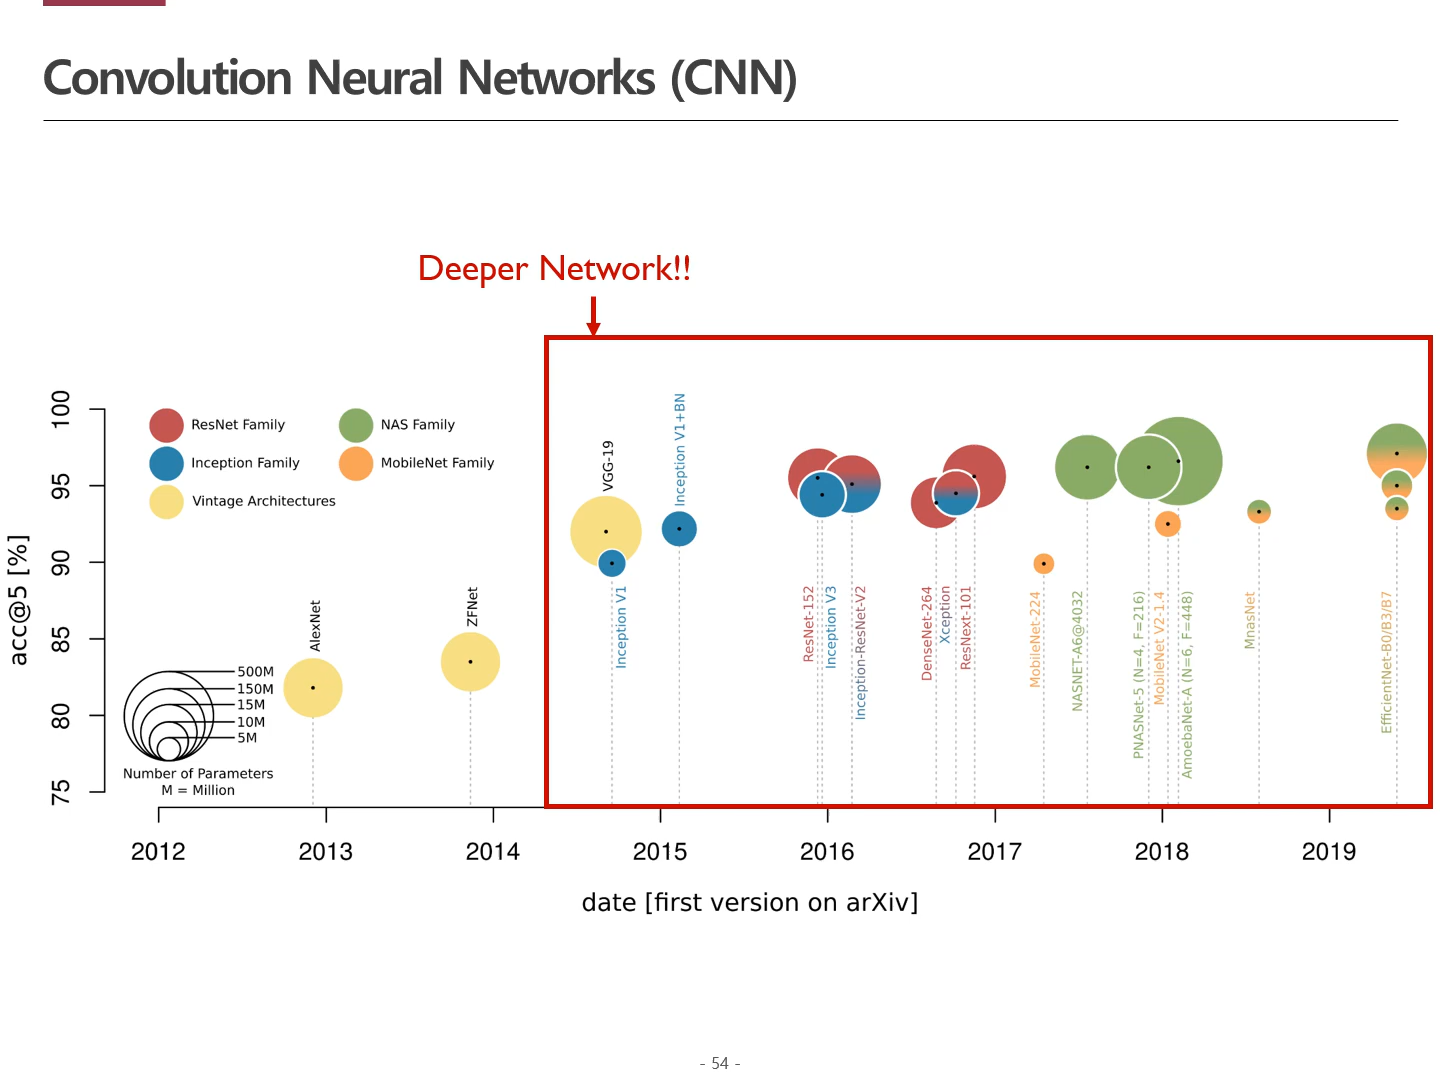 Convolution Neural Networks (CNN)
Deeper Network!!
ResNet Family
NAS Family
Inception Family
MobileNet Family
Vintage Architectures
acc@5 [%]
100
95
90
85
80
75
500M
150M
15M
10M
5M
Number of Parameters
M = Million
AlexNet
ZFNet
VGG-19
Inception V1
Inception V1+BN
ResNet-152
Inception V3
Inception-ResNet-V2
DenseNet-264
Xception
ResNext-101
MobileNet-224
NASNET-A6@4032
PNASNet-5 (N=4, F=216)
MobileNet V2-1.4
AmoebaNet-A (N=6, F=448)
MnasNet
EfficientNet-B0/B3/B7
2012
2013
2014
2015
2016
2017
2018
2019
date [first version on arXiv]
- 54 -